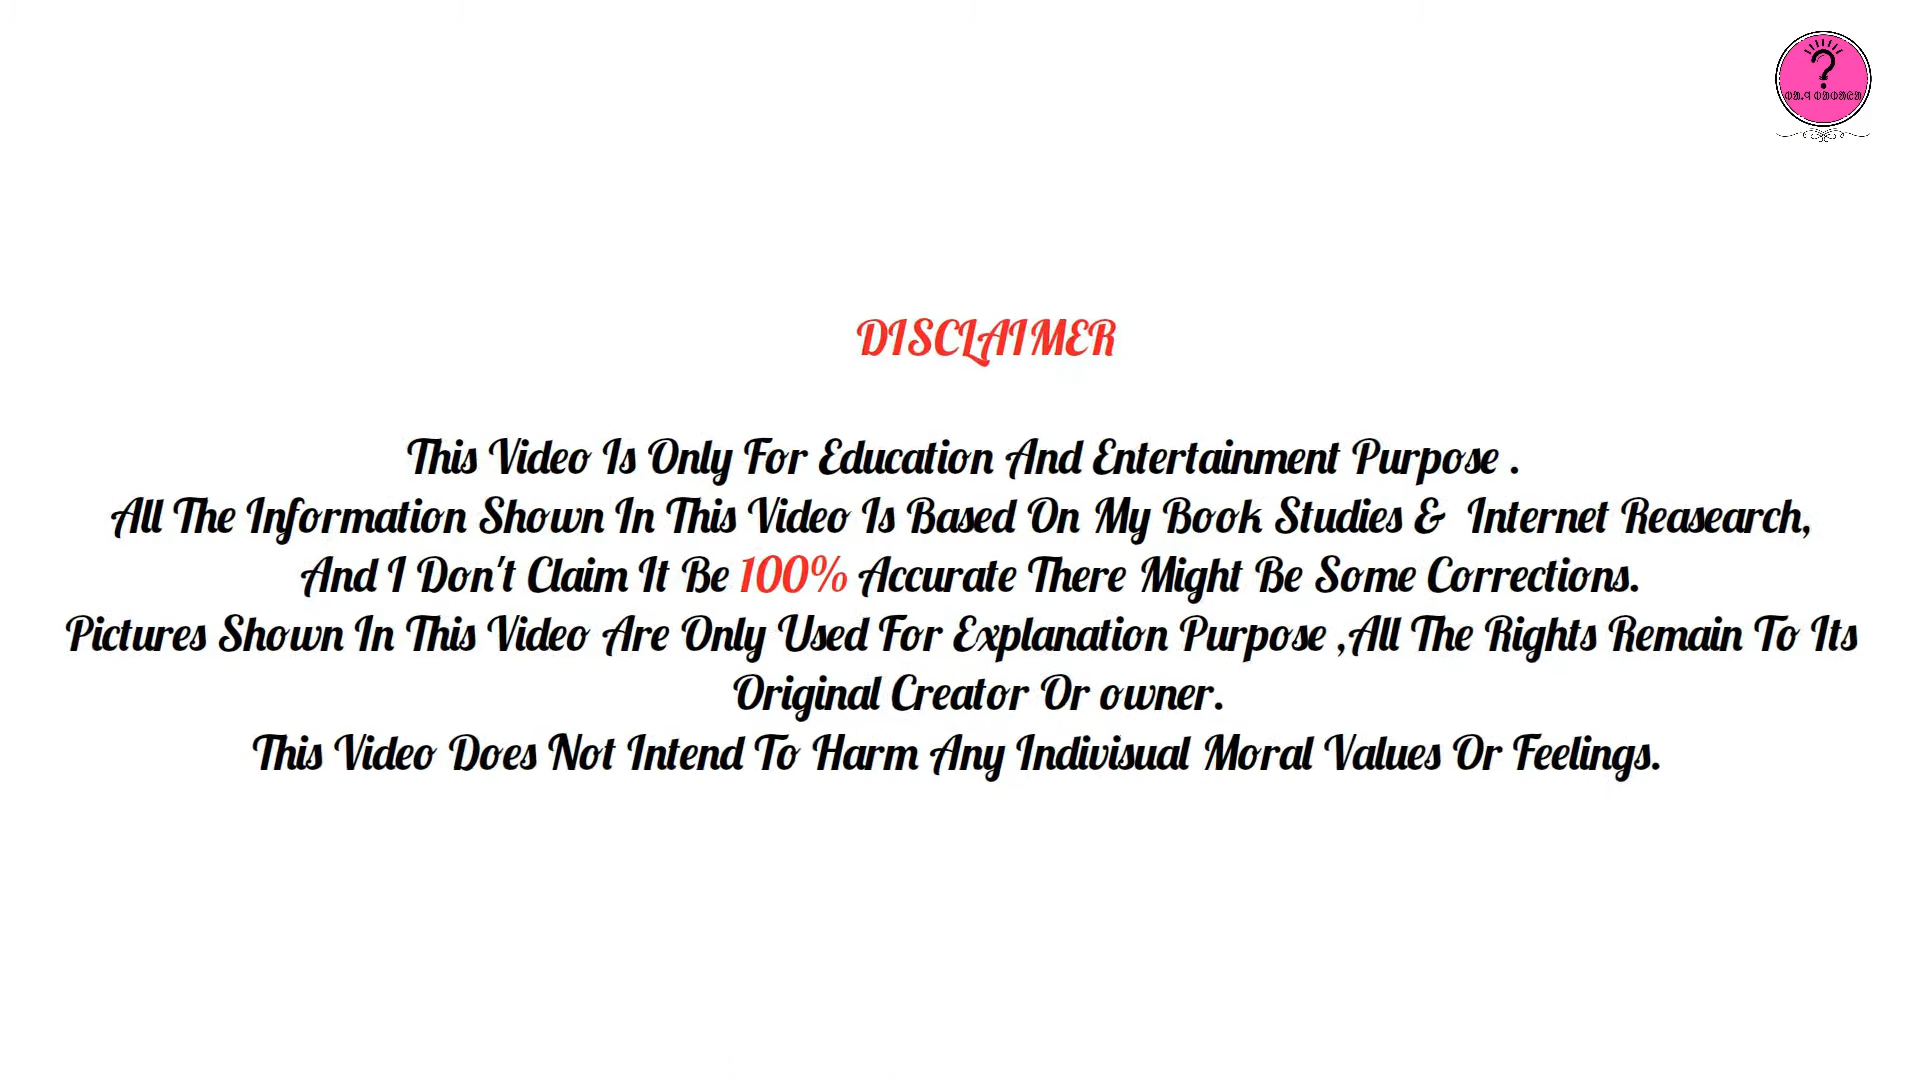 DISCLAIMER
This Video Is Only For Education And Entertainment Purpose .
All The Information Shown In This Video Is Based On My Book Studies & Internet Reasearch,
And I Don't Claim It Be 100% Accurate There Might Be Some Corrections.
Pictures Shown In This Video Are Only Used For Explanation Purpose ,All The Rights Remain To Its
Original Creator Or owner.
This Video Does Not Intend To Harm Any Indivisual Moral Values Or Feelings.